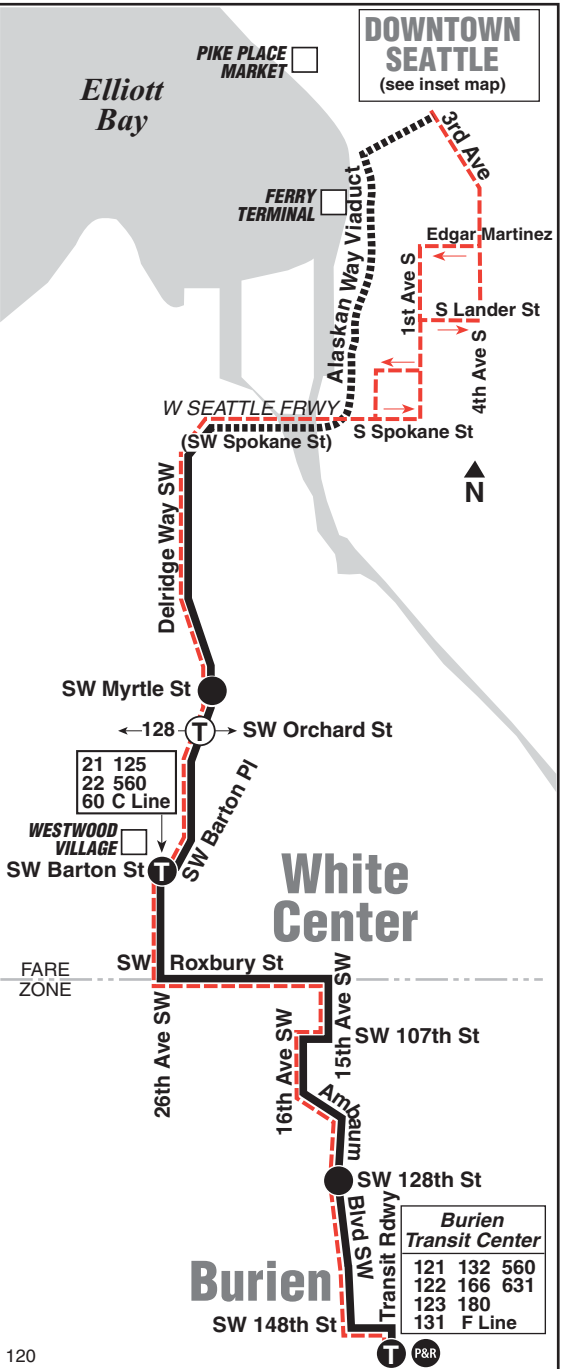 DOWNTOWN
SEATTLE
(see inset map)
PIKE PLACE
MARKET
Elliott
Bay
3rd Ave
FERRY
TERMINAL
Alaskan Way Viaduct
Edgar Martinez
1st Ave S
S Lander St
4th Ave S
W SEATTLE FRWY
(SW Spokane St)
S Spokane St
N
Delridge Way SW
SW Myrtle St
128
T
SW Orchard St
21 125
22 560
60 C Line
SW Barton Pl
WESTWOOD
VILLAGE
SW Barton St
T
White
Center
SW Roxbury St
FARE
ZONE
26th Ave SW
16th Ave SW
15th Ave SW
SW 107th St
Ambaum
Blvd SW
SW 128th St
Transit Rdwy
Burien
Transit Center
121 132 560
122 166 631
123 180
131 F Line
Burien
SW 148th St
T
P&R
120